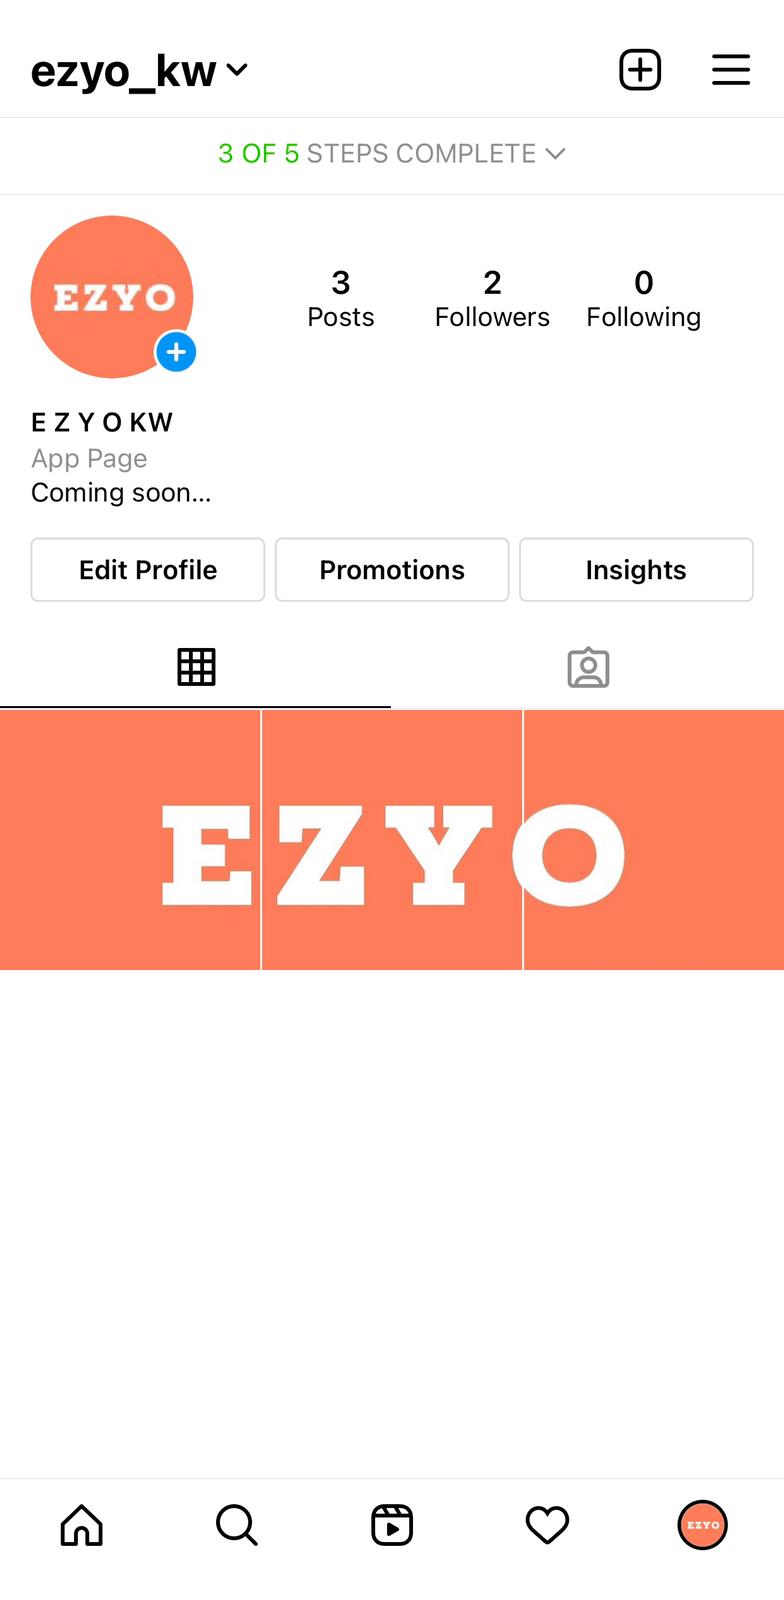 ezyo_kw
3 OF 5 STEPS COMPLETE
EZYO
3 2 0
Posts Followers Following
E Z Y O KW
App Page
Coming soon...
Edit Profile Promotions Insights
EZYO
EZYO